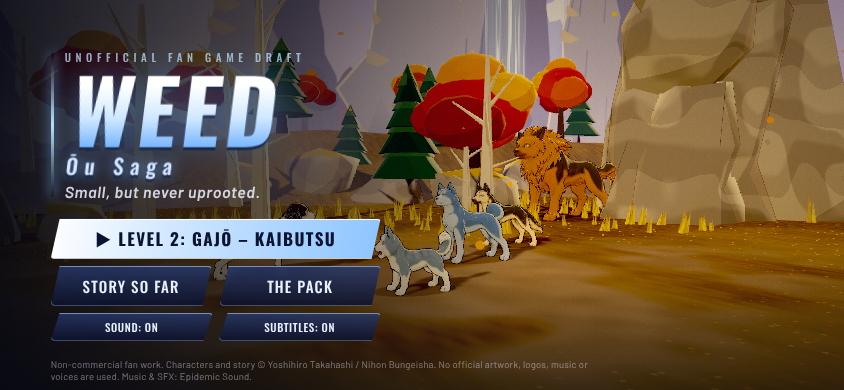 UNOFFICIAL FAN GAME DRAFT
WEED
Ōu Saga
Small, but never uprooted.
▶ LEVEL 2: GAJŌ – KAIBUTSU
STORY SO FAR
THE PACK
SOUND: ON
SUBTITLES: ON
Non-commercial fan work. Characters and story © Yoshihiro Takahashi / Nihon Bungeisha. No official artwork, logos, music or
voices are used. Music & SFX: Epidemic Sound.